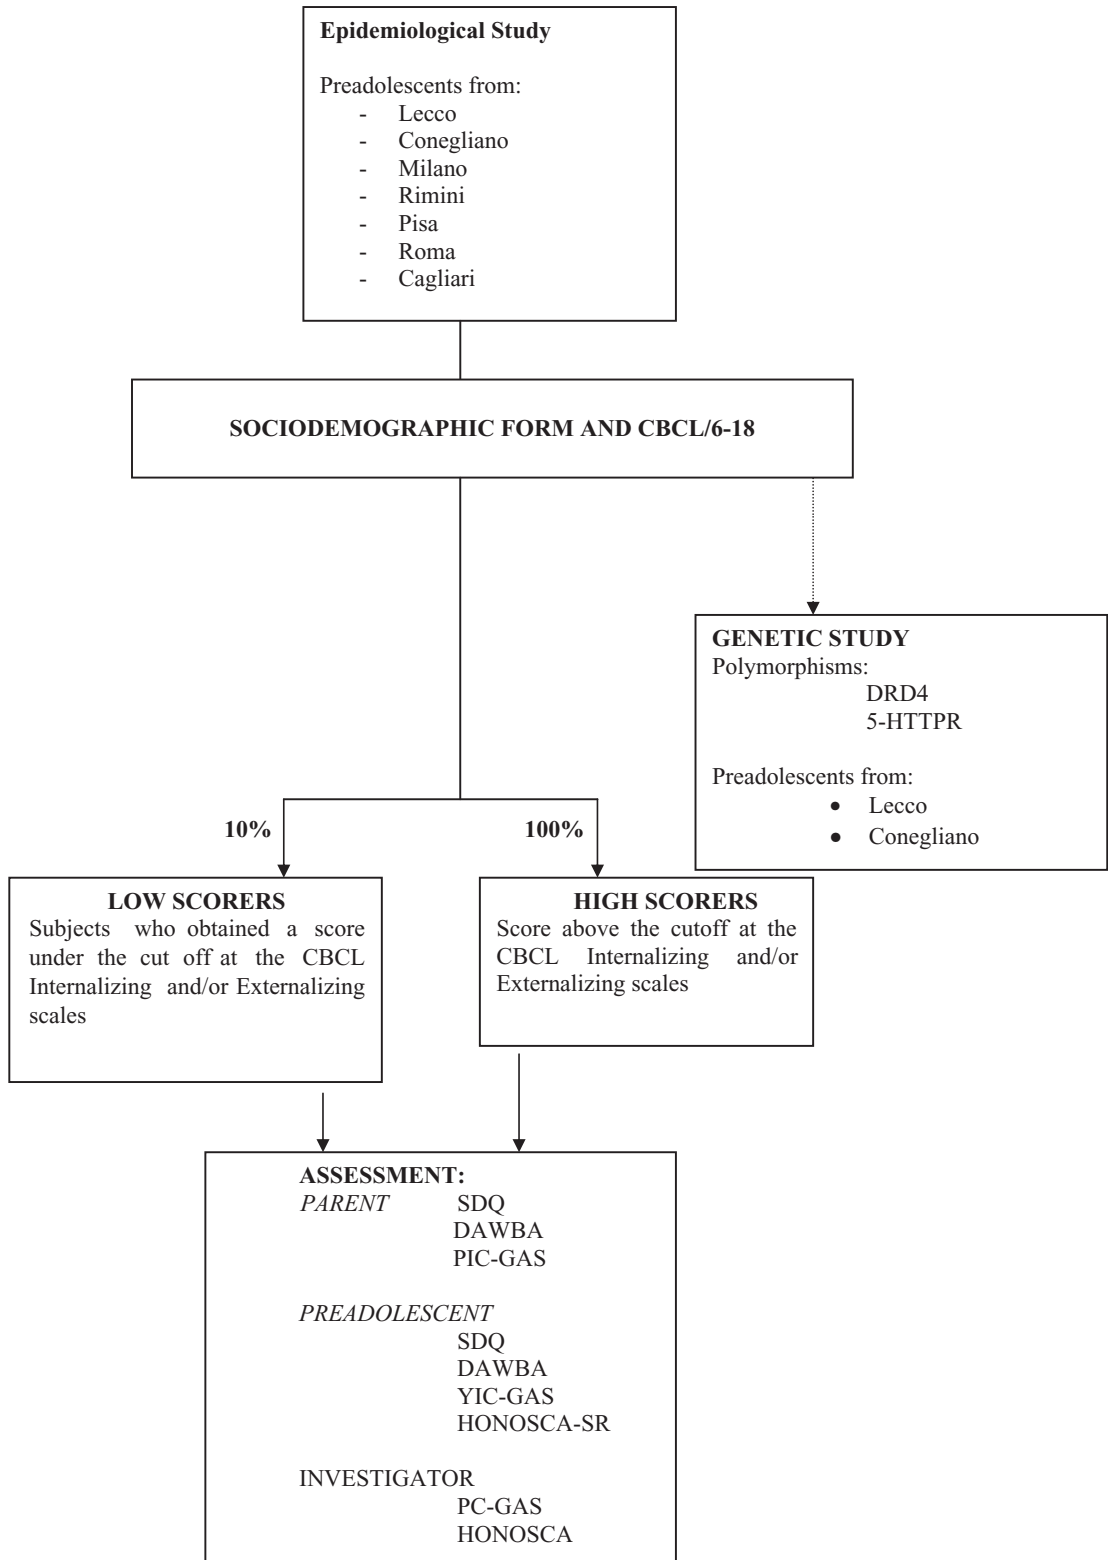 Epidemiological Study
Preadolescents from:
- Lecco
- Conegliano
- Milano
- Rimini
- Pisa
- Roma
- Cagliari
SOCIODEMOGRAPHIC FORM AND CBCL/6-18
GENETIC STUDY
Polymorphisms:
DRD4
5-HTTPR
Preadolescents from:
• Lecco
• Conegliano
10%
100%
LOW SCORERS
Subjects who obtained a score
under the cut off at the CBCL
Internalizing and/or Externalizing
scales
HIGH SCORERS
Score above the cutoff at the
CBCL Internalizing and/or
Externalizing scales
ASSESSMENT:
PARENT SDQ
DAWBA
PIC-GAS
PREADOLESCENT
SDQ
DAWBA
YIC-GAS
HONOSCA-SR
INVESTIGATOR
PC-GAS
HONOSCA